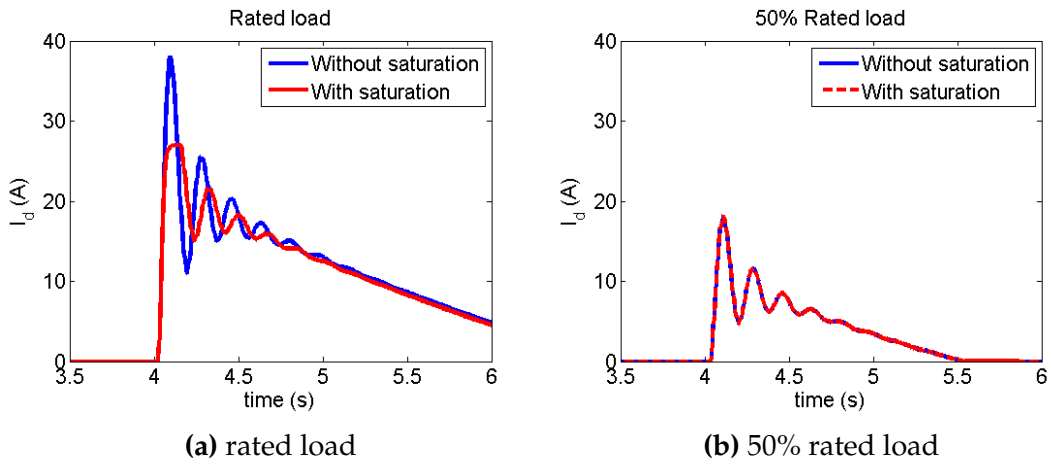 Rated load
Without saturation
With saturation
40
30
20
10
0
I_d (A)
3.5 4 4.5 5 5.5 6
time (s)
(a) rated load
50% Rated load
Without saturation
With saturation
40
30
20
10
0
I_d (A)
3.5 4 4.5 5 5.5 6
time (s)
(b) 50% rated load